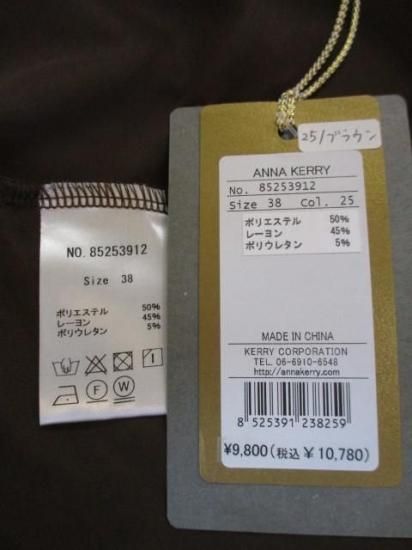 NO. 85253912
Size 38
ポリエステル 50%
レーヨン 45%
ポリウレタン 5%
F
W
25/ブラウン
ANNA KERRY
No. 85253912
Size 38 Col. 25
ポリエステル 50%
レーヨン 45%
ポリウレタン 5%
MADE IN CHINA
KERRY CORPORATION
TEL. 06-6910-6548
http://annakerry.com/
8 525391 238259
¥9,800(税込 ¥ 10,780)